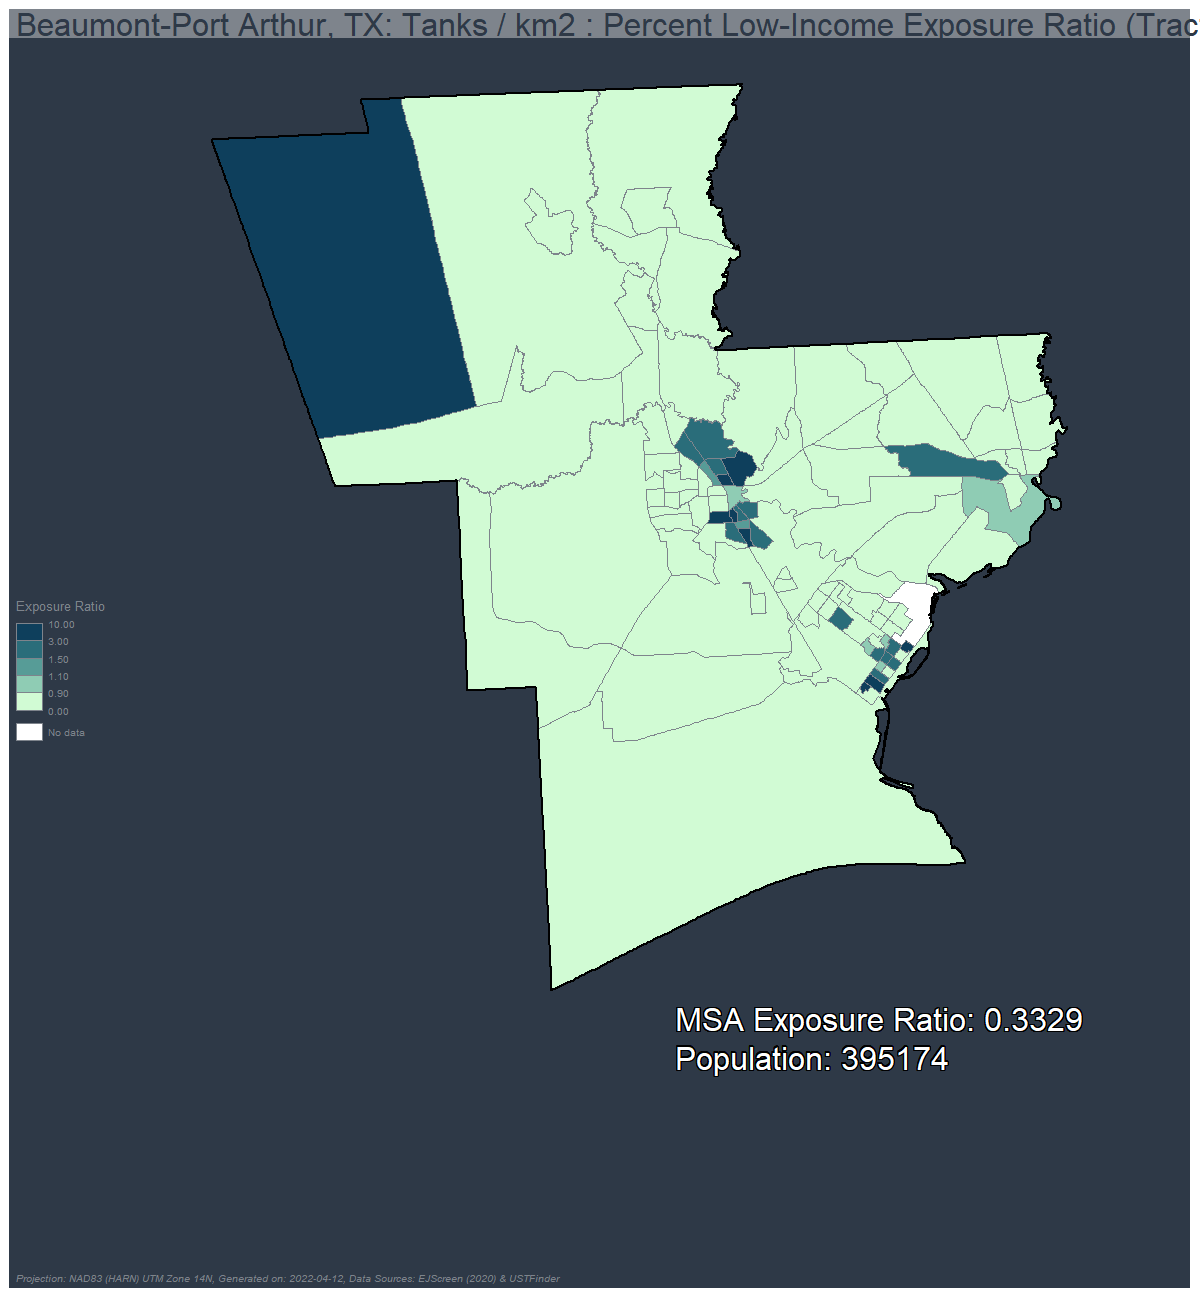 Beaumont-Port Arthur, TX: Tanks / km2 : Percent Low-Income Exposure Ratio (Trac
Exposure Ratio
10.00
3.00
1.50
1.10
0.90
0.00
No data
MSA Exposure Ratio: 0.3329
Population: 395174
Projection: NAD83 (HARN) UTM Zone 14N, Generated on: 2022-04-12, Data Sources: EJScreen (2020) & USTFinder